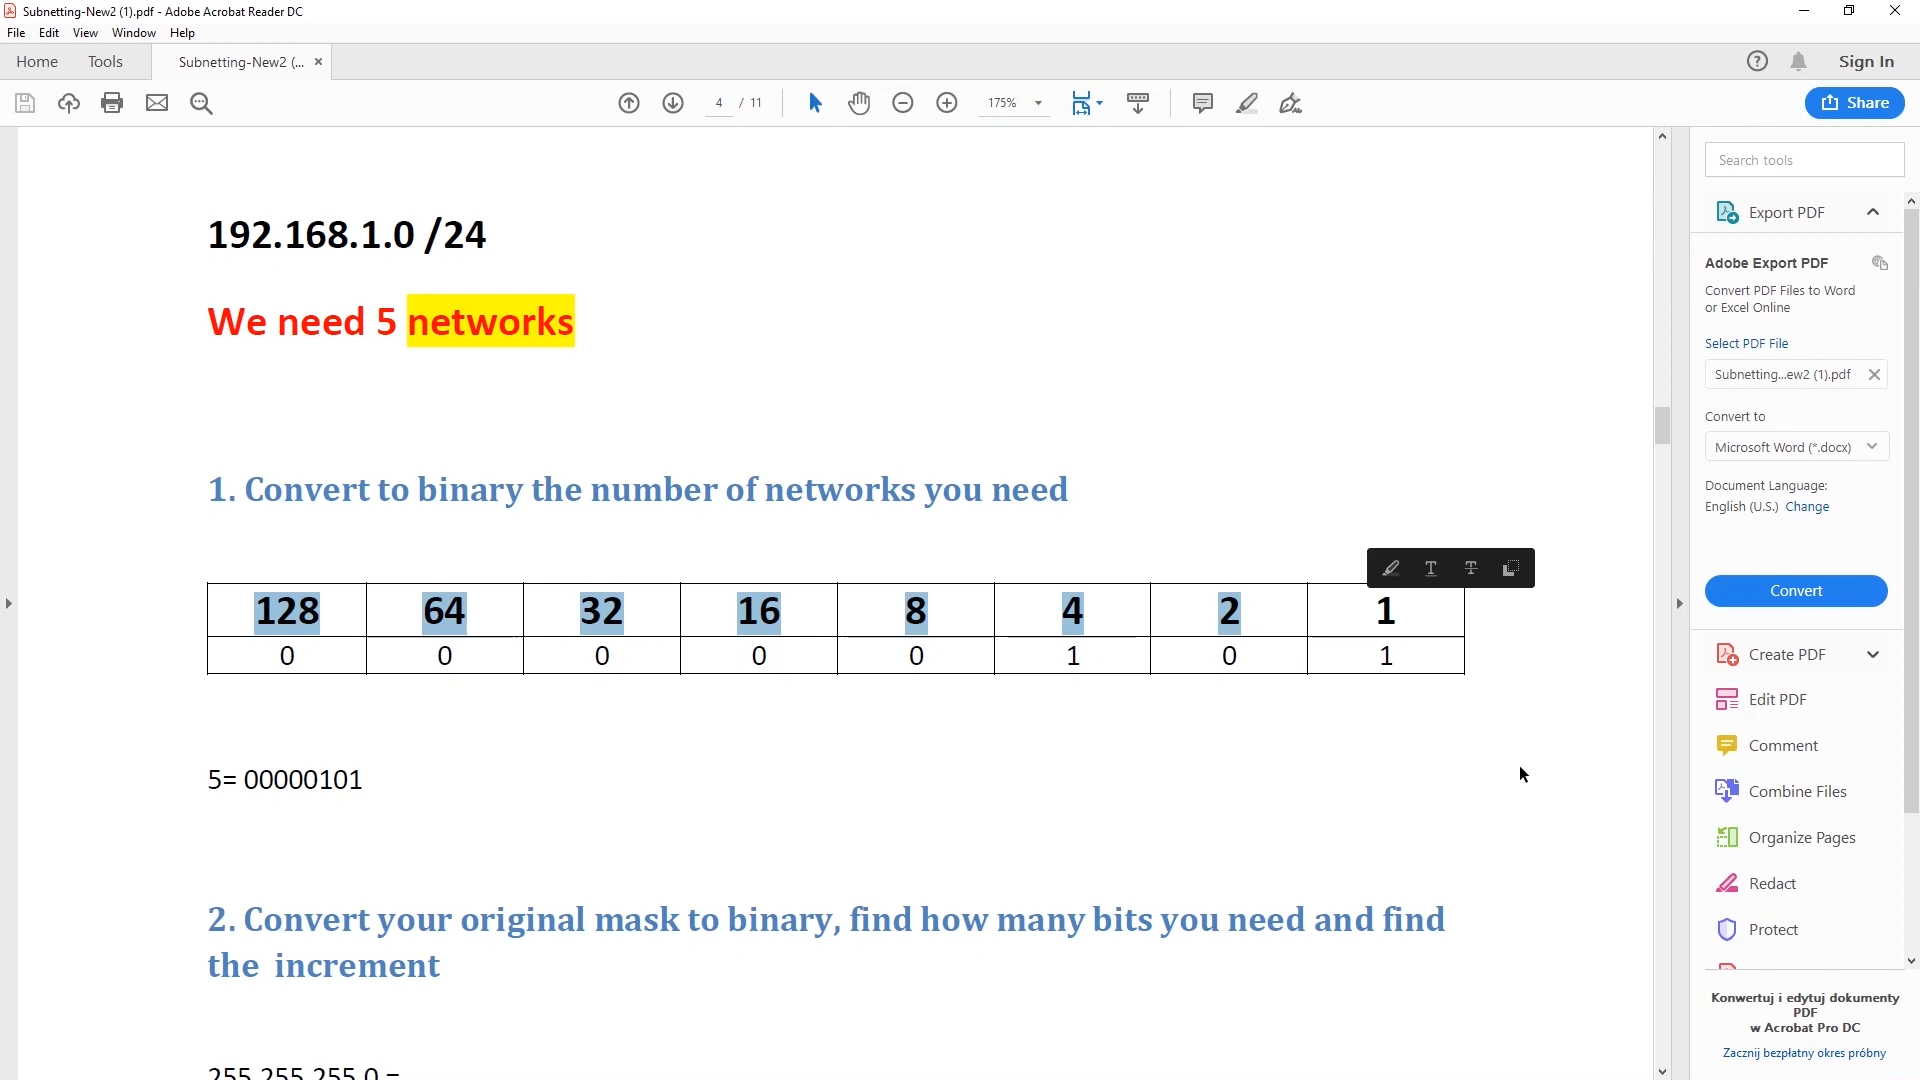 Subnetting-New2 (1).pdf - Adobe Acrobat Reader DC
File Edit View Window Help
Home Tools Subnetting-New2 (... × Sign In
4 / 11 175% Share
192.168.1.0 /24
We need 5 networks
1. Convert to binary the number of networks you need
128 64 32 16 8 4 2 1
0 0 0 0 0 1 0 1
5= 00000101
2. Convert your original mask to binary, find how many bits you need and find
the increment
255.255.255.0 =
Search tools
Export PDF
Adobe Export PDF
Convert PDF Files to Word
or Excel Online
Select PDF File
Subnetting...ew2 (1).pdf
Convert to
Microsoft Word (*.docx)
Document Language:
English (U.S.) Change
Convert
Create PDF
Edit PDF
Comment
Combine Files
Organize Pages
Redact
Protect
Konwertuj i edytuj dokumenty
PDF
w Acrobat Pro DC
Zacznij bezpłatny okres próbny